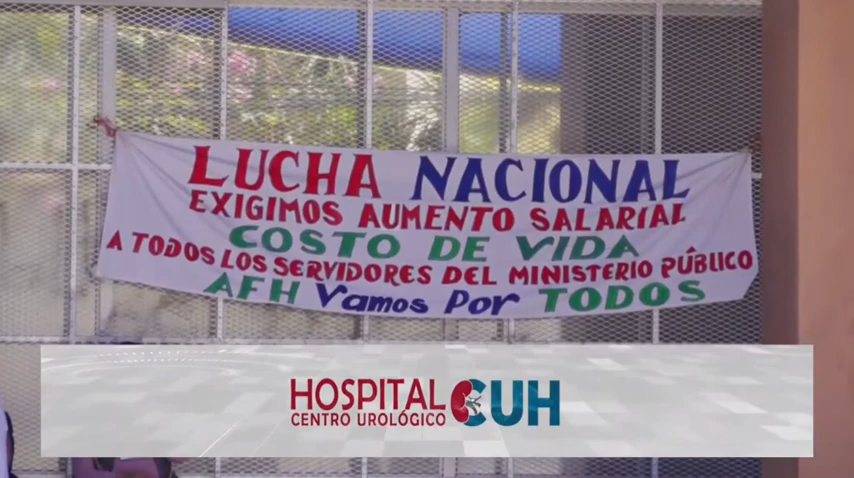 LUCHA NACIONAL
EXIGIMOS AUMENTO SALARIAL
COSTO DE VIDA
A TODOS LOS SERVIDORES DEL MINISTERIO PÚBLICO
AFH Vamos Por TODOS
HOSPITAL CUH
CENTRO UROLÓGICO